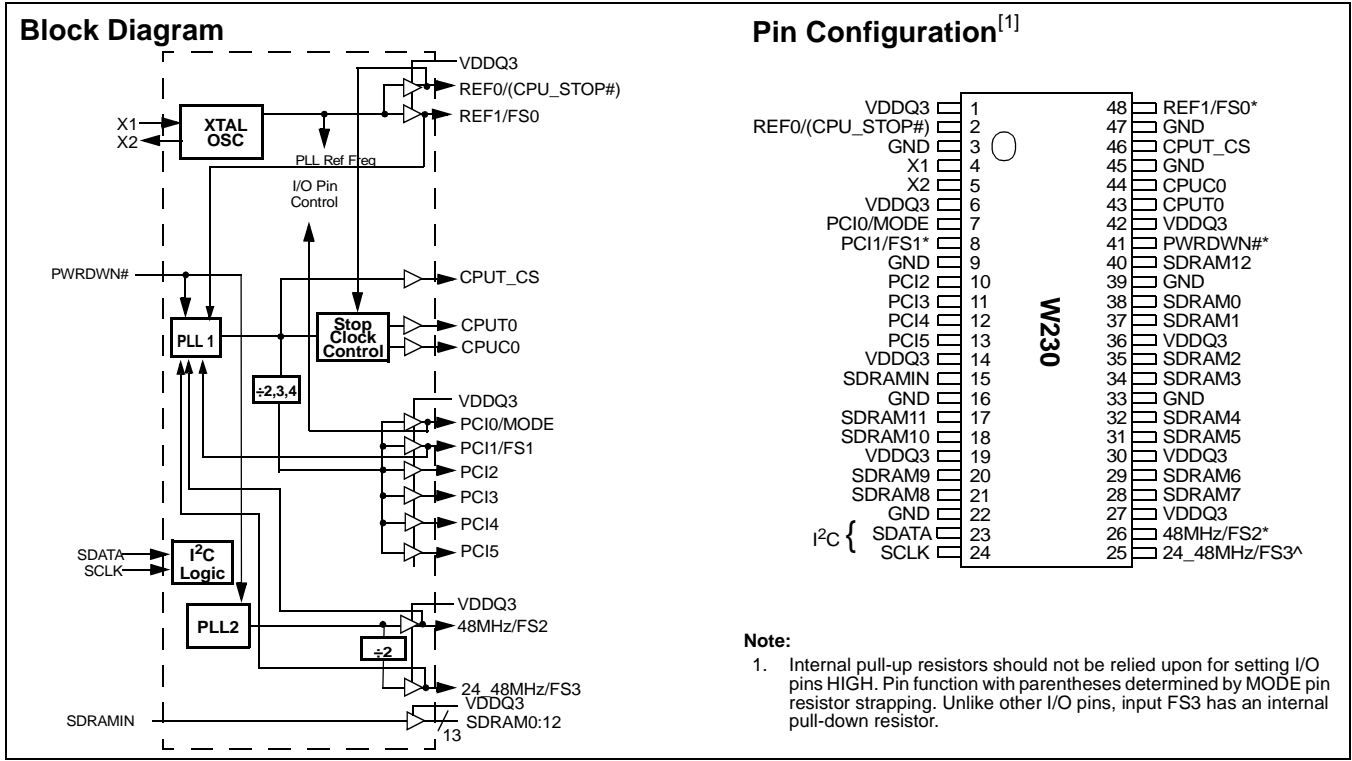 Block Diagram
VDDQ3
REF0/(CPU_STOP#)
REF1/FS0
X1
X2
XTAL
OSC
PLL Ref Freq
I/O Pin
Control
PWRDWN#
CPUT_CS
PLL 1
Stop
Clock
Control
CPUT0
CPUC0
÷2,3,4
VDDQ3
PCI0/MODE
PCI1/FS1
PCI2
PCI3
PCI4
PCI5
SDATA
SCLK
I2C
Logic
VDDQ3
PLL2
48MHz/FS2
÷2
24_48MHz/FS3
VDDQ3
SDRAMIN
SDRAM0:12
13
Pin Configuration[1]
VDDQ3 1
REF0/(CPU_STOP#) 2
GND 3
X1 4
X2 5
VDDQ3 6
PCI0/MODE 7
PCI1/FS1* 8
GND 9
PCI2 10
PCI3 11
PCI4 12
PCI5 13
VDDQ3 14
SDRAMIN 15
GND 16
SDRAM11 17
SDRAM10 18
VDDQ3 19
SDRAM9 20
SDRAM8 21
GND 22
I2C { SDATA 23
SCLK 24
W230
48 REF1/FS0*
47 GND
46 CPUT_CS
45 GND
44 CPUC0
43 CPUT0
42 VDDQ3
41 PWRDWN#*
40 SDRAM12
39 GND
38 SDRAM0
37 SDRAM1
36 VDDQ3
35 SDRAM2
34 SDRAM3
33 GND
32 SDRAM4
31 SDRAM5
30 VDDQ3
29 SDRAM6
28 SDRAM7
27 VDDQ3
26 48MHz/FS2*
25 24_48MHz/FS3^
Note:
1. Internal pull-up resistors should not be relied upon for setting I/O
pins HIGH. Pin function with parentheses determined by MODE pin
resistor strapping. Unlike other I/O pins, input FS3 has an internal
pull-down resistor.